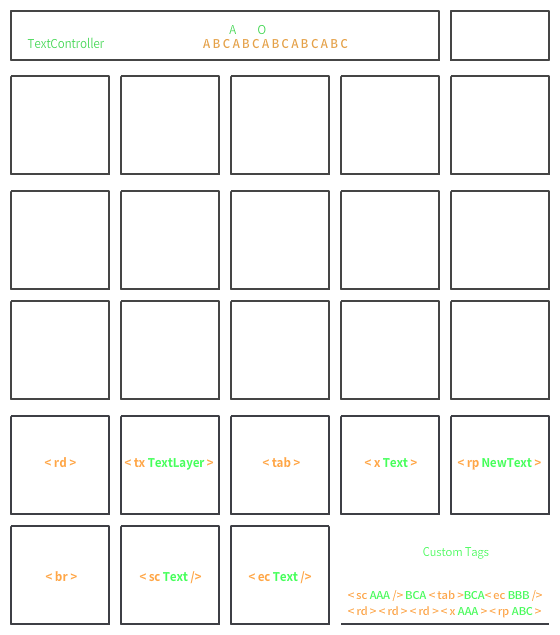 A O
TextController A B C A B C A B C A B C A B C
< rd >
< tx TextLayer >
< tab >
< x Text >
< rp NewText >
< br >
< sc Text />
< ec Text />
Custom Tags
< sc AAA /> BCA < tab >BCA< ec BBB />
< rd > < rd > < rd > < x AAA > < rp ABC >